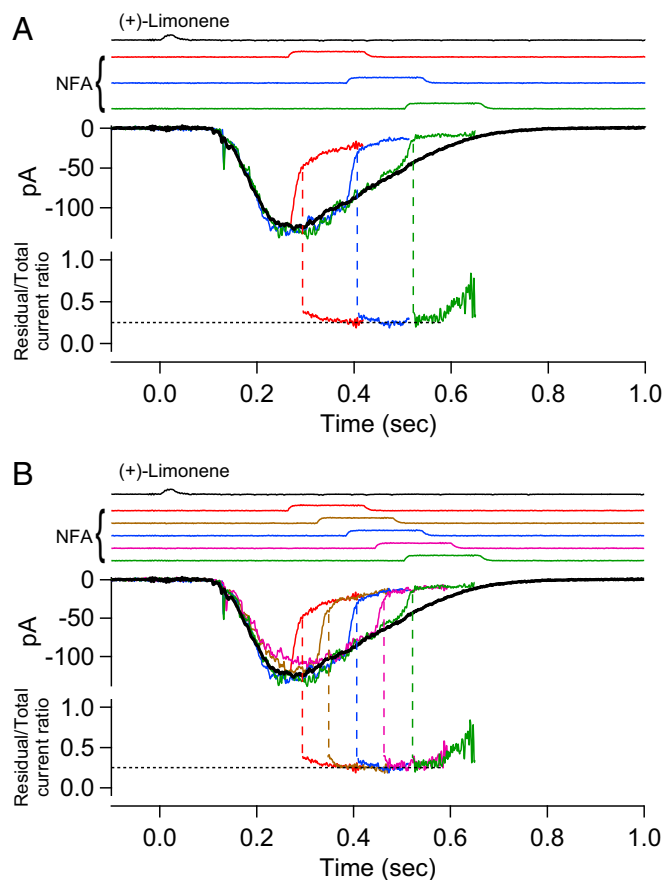 A
(+)-Limonene
NFA
0
-50
-100
pA
1.0
0.5
0.0
Residual/Total
current ratio
0.0 0.2 0.4 0.6 0.8 1.0
Time (sec)
B
(+)-Limonene
NFA
0
-50
-100
pA
1.0
0.5
0.0
Residual/Total
current ratio
0.0 0.2 0.4 0.6 0.8 1.0
Time (sec)